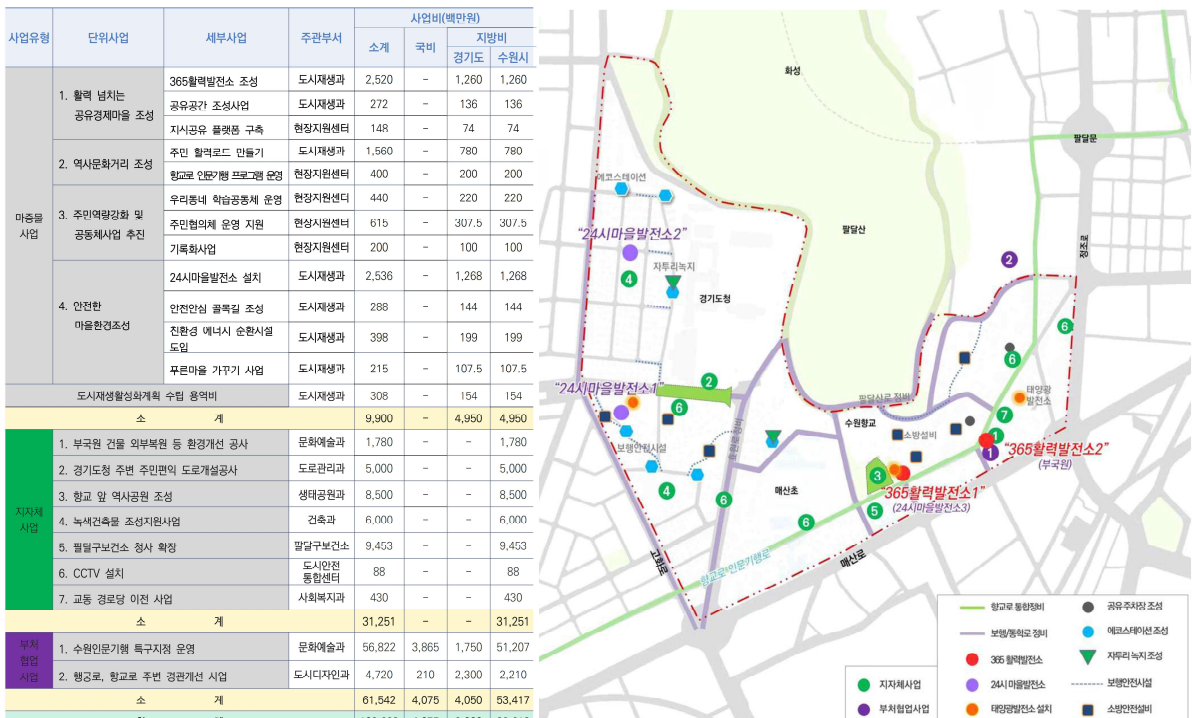 사업유형 단위사업 세부사업 주관부서 사업비(백만원)
소계 국비 지방비
경기도 수원시
마중물
사업
1. 활력 넘치는
공유경제마을 조성
365활력발전소 조성 도시재생과 2,520 - 1,260 1,260
공유공간 조성사업 도시재생과 272 - 136 136
지시공유 플랫폼 구축 현장지원센터 148 - 74 74
2. 역사문화거리 조성
주민 활력로드 만들기 도시재생과 1,560 - 780 780
향교로 인문기행 프로그램 운영 현장지원센터 400 - 200 200
3. 주민역량강화 및
공동체사업 추진
우리동네 학습공동체 운영 현장지원센터 440 - 220 220
주민협의체 운영 지원 현장지원센터 615 307.5 307.5
기록화사업 현장지원센터 200 - 100 100
4. 안전한
마을환경조성
24시마을발전소 설치 도시재생과 2,536 - 1,268 1,268
안전안심 골목길 조성 도시재생과 288 - 144 144
친환경 에너지 순환시설
도입 도시재생과 398 - 199 199
푸른마을 가꾸기 사업 도시재생과 215 - 107.5 107.5
도시재생활성화계획 수립 용역비 도시재생과 308 - 154 154
소 계 9,900 - 4,950 4,950
지자체
사업
1. 부국원 건물 외부복원 등 환경개선 공사 문화예술과 1,780 - - 1,780
2. 경기도청 주변 주민편익 도로개설공사 도로관리과 5,000 - - 5,000
3. 향교 앞 역사공원 조성 생태공원과 8,500 - - 8,500
4. 녹색건축물 조성지원사업 건축과 6,000 - - 6,000
5. 팔달구보건소 청사 확장 팔달구보건소 9,453 - - 9,453
6. CCTV 설치 도시안전
통합센터 88 - - 88
7. 교동 경로당 이전 사업 사회복지과 430 - - 430
소 계 31,251 - - 31,251
부처
협업
사업
1. 수원인문기행 특구지정 운영 문화예술과 56,822 3,865 1,750 51,207
2. 행궁로, 향교로 주변 경관개선 사업 도시디자인과 4,720 210 2,300 2,210
소 계 61,542 4,075 4,050 53,417
화성
팔달문
에코스테이션
팔달산
정조로
"24시마을발전소2"
2
자투리녹지
4
경기도청
6
6
"24시마을발전소1"
2
태양광
발전소
팔달산로 정비
6
수원향교
7
소방설비
1
보행안전시설
"365활력발전소2"
(부국원)
1
3
4
매산초
"365활력발전소1"
(24시마을발전소3)
6
5
6
고화로
매산로
향교로 인문기행로
향교로 통합정비
공유주차장 조성
보행/통학로 정비
에코스테이션 조성
365 활력발전소
자투리 녹지 조성
지자체사업
24시 마을발전소
보행안전시설
부처협업사업
태양광발전소 설치
소방안전설비